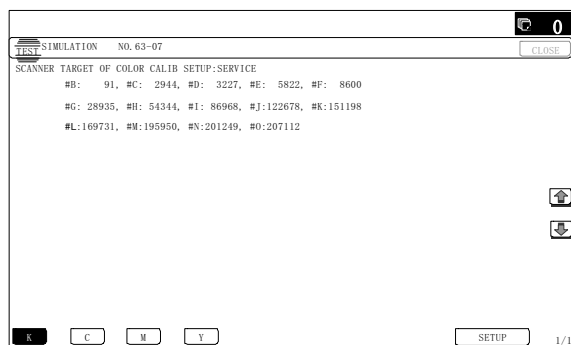 0
TEST SIMULATION NO. 63-07 CLOSE
SCANNER TARGET OF COLOR CALIB SETUP:SERVICE
#B: 91, #C: 2944, #D: 3227, #E: 5822, #F: 8600
#G: 28935, #H: 54344, #I: 86968, #J:122678, #K:151198
#L:169731, #M:195950, #N:201249, #O:207112
K C M Y SETUP 1/1